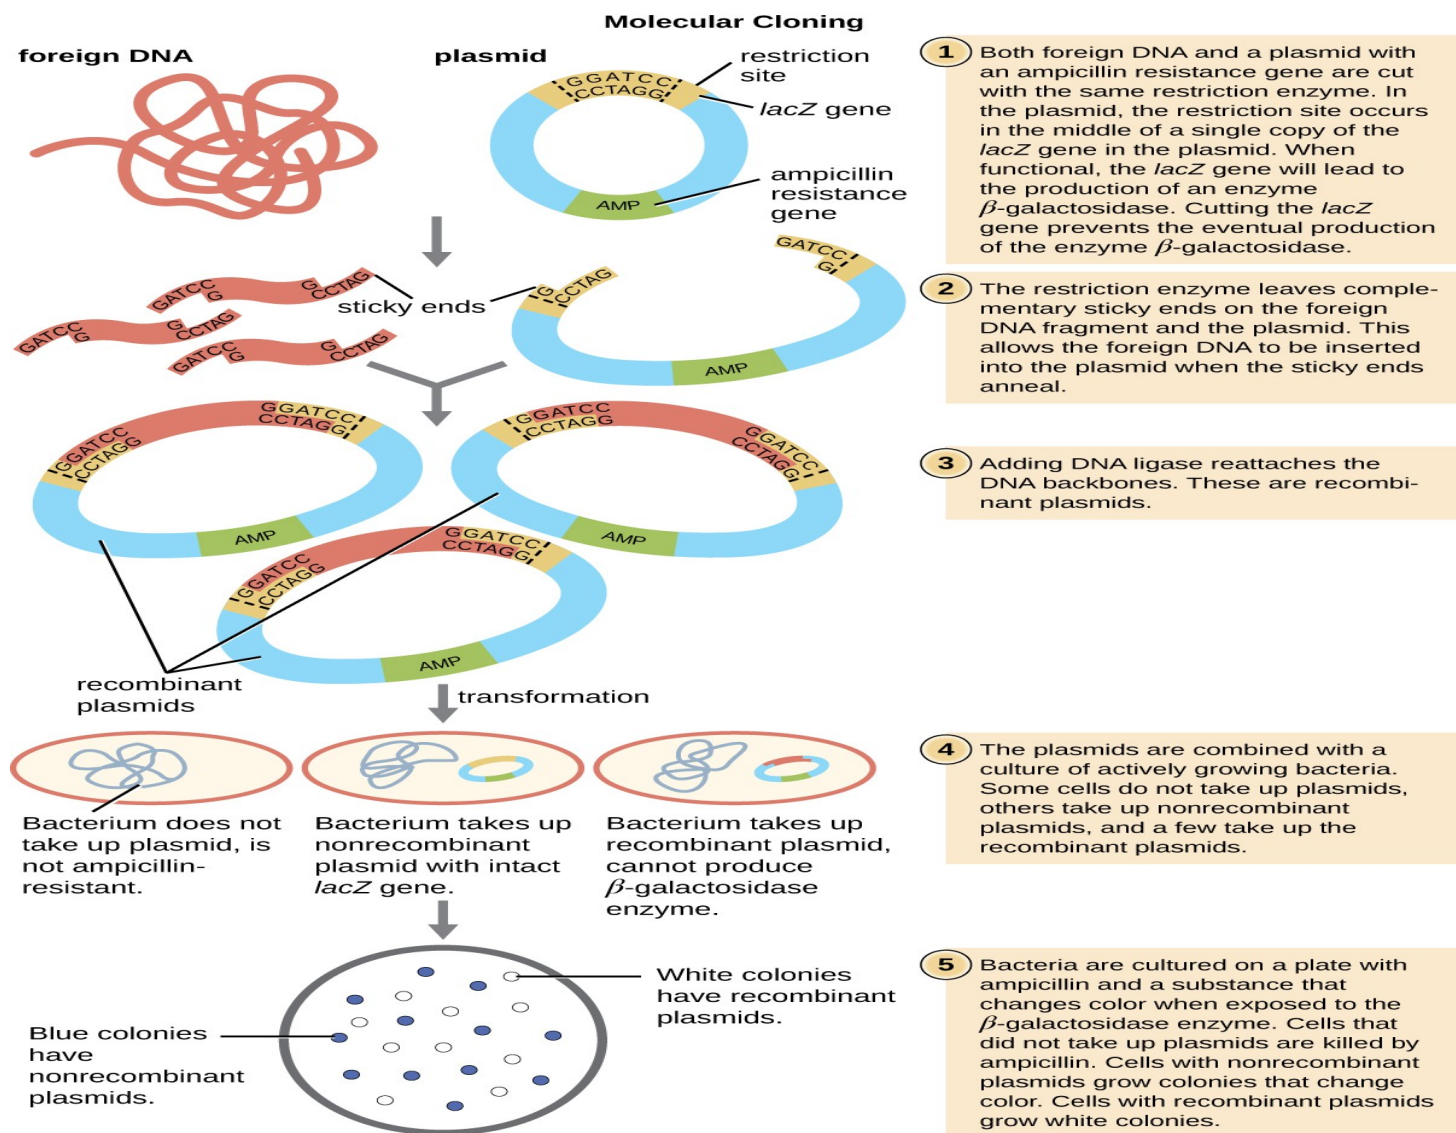 Molecular Cloning
foreign DNA
plasmid
GGATCC
CCTAGG
restriction
site
lacZ gene
AMP
ampicillin
resistance
gene
1
Both foreign DNA and a plasmid with
an ampicillin resistance gene are cut
with the same restriction enzyme. In
the plasmid, the restriction site occurs
in the middle of a single copy of the
lacZ gene in the plasmid. When
functional, the lacZ gene will lead to
the production of an enzyme
β-galactosidase. Cutting the lacZ
gene prevents the eventual production
of the enzyme β-galactosidase.
GATCC
G
G
CCTAG
GATCC
G
G
CCTAG
GATCC
G
G
CCTAG
sticky ends
G
CCTAG
GATCC
G
AMP
2
The restriction enzyme leaves comple-
mentary sticky ends on the foreign
DNA fragment and the plasmid. This
allows the foreign DNA to be inserted
into the plasmid when the sticky ends
anneal.
GGATCC
CCTAGG
GGATCC
CCTAGG
AMP
GGATCC
CCTAGG
GGATCC
CCTAGG
AMP
GGATCC
CCTAGG
GGATCC
CCTAGG
AMP
recombinant
plasmids
3
Adding DNA ligase reattaches the
DNA backbones. These are recombi-
nant plasmids.
transformation
Bacterium does not
take up plasmid, is
not ampicillin-
resistant.
Bacterium takes up
nonrecombinant
plasmid with intact
lacZ gene.
Bacterium takes up
recombinant plasmid,
cannot produce
β-galactosidase
enzyme.
4
The plasmids are combined with a
culture of actively growing bacteria.
Some cells do not take up plasmids,
others take up nonrecombinant
plasmids, and a few take up the
recombinant plasmids.
Blue colonies
have
nonrecombinant
plasmids.
White colonies
have recombinant
plasmids.
5
Bacteria are cultured on a plate with
ampicillin and a substance that
changes color when exposed to the
β-galactosidase enzyme. Cells that
did not take up plasmids are killed by
ampicillin. Cells with nonrecombinant
plasmids grow colonies that change
color. Cells with recombinant plasmids
grow white colonies.